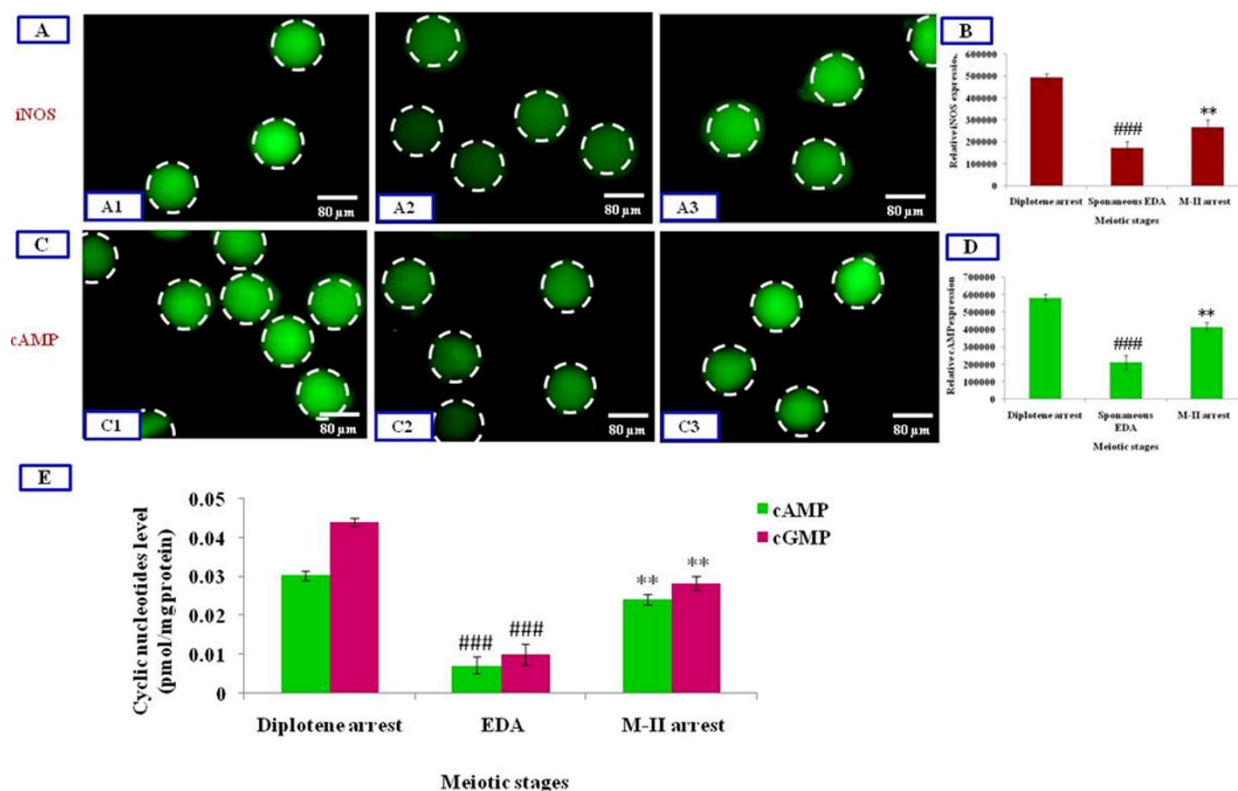 A
iNOS
A1
80 µm
A2
80 µm
A3
80 µm
B
Relative iNOS expression
600000
500000
400000
300000
200000
100000
0
###
**
Diplotene arrest Sponaneous EDA M-II arrest
Meiotic stages
C
cAMP
C1
80 µm
C2
80 µm
C3
80 µm
D
Relative cAMP expression
700000
600000
500000
400000
300000
200000
100000
0
###
**
Diplotene arrest Sponaneous M-II arrest
EDA
Meiotic stages
E
Cyclic nucleotides level
(pmol/mg protein)
0.05
0.04
0.03
0.02
0.01
0
cAMP
cGMP
### ###
** **
Diplotene arrest EDA M-II arrest
Meiotic stages